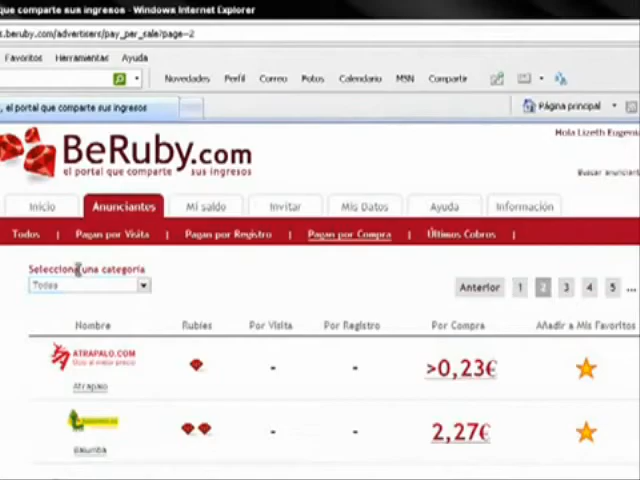 que comparte sus ingresos - Windows Internet Explorer
s.beruby.com/advertisers/pay_per_sale?page=2
Favoritos Herramientas Ayuda
Novedades Perfil Correo Fotos Calendario MSN Compartir
, el portal que comparte sus ingresos Página principal
Hola Lizeth Eugenia
BeRuby.com
el portal que comparte sus ingresos
Buscar anunciant
Inicio Anunciantes Mi saldo Invitar Mis Datos Ayuda Información
Todos | Pagan por Visita | Pagan por Registro | Pagan por Compra | Últimos Cobros |
Selecciona una categoría
Todas
Anterior 1 2 3 4 5 ...
Nombre Rubies Por Visita Por Registro Por Compra Añadir a Mis Favoritos
ATRAPALO.COM
Ocio al mejor precio
- - >0,23€
Atrapalo
- - 2,27€